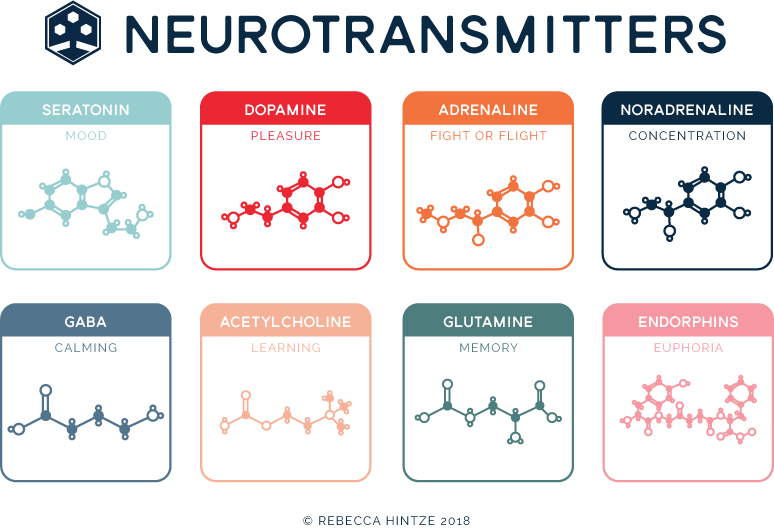 NEUROTRANSMITTERS
SERATONIN
MOOD
DOPAMINE
PLEASURE
ADRENALINE
FIGHT OR FLIGHT
NORADRENALINE
CONCENTRATION
GABA
CALMING
ACETYLCHOLINE
LEARNING
GLUTAMINE
MEMORY
ENDORPHINS
EUPHORIA
© REBECCA HINTZE 2018